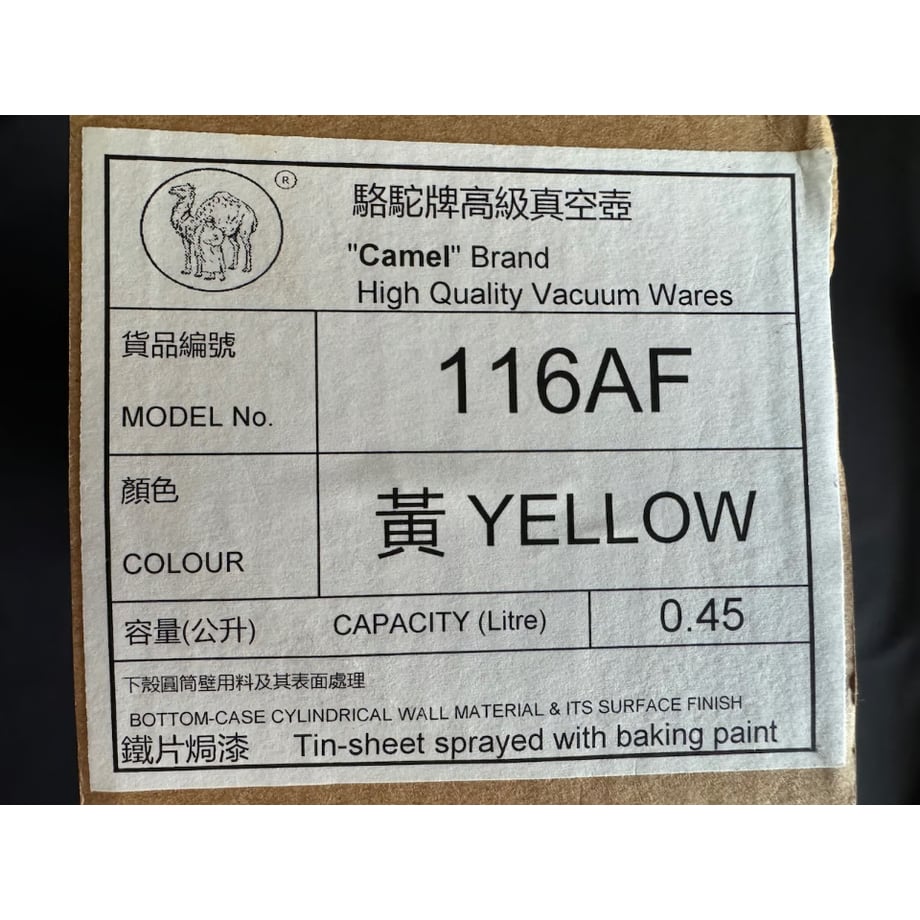 ®
駱駝牌高級真空壺
"Camel" Brand
High Quality Vacuum Wares
貨品編號
MODEL No.
116AF
顏色
COLOUR
黃 YELLOW
容量(公升) CAPACITY (Litre) 0.45
下殼圓筒壁用料及其表面處理
BOTTOM-CASE CYLINDRICAL WALL MATERIAL & ITS SURFACE FINISH
鐵片焗漆 Tin-sheet sprayed with baking paint